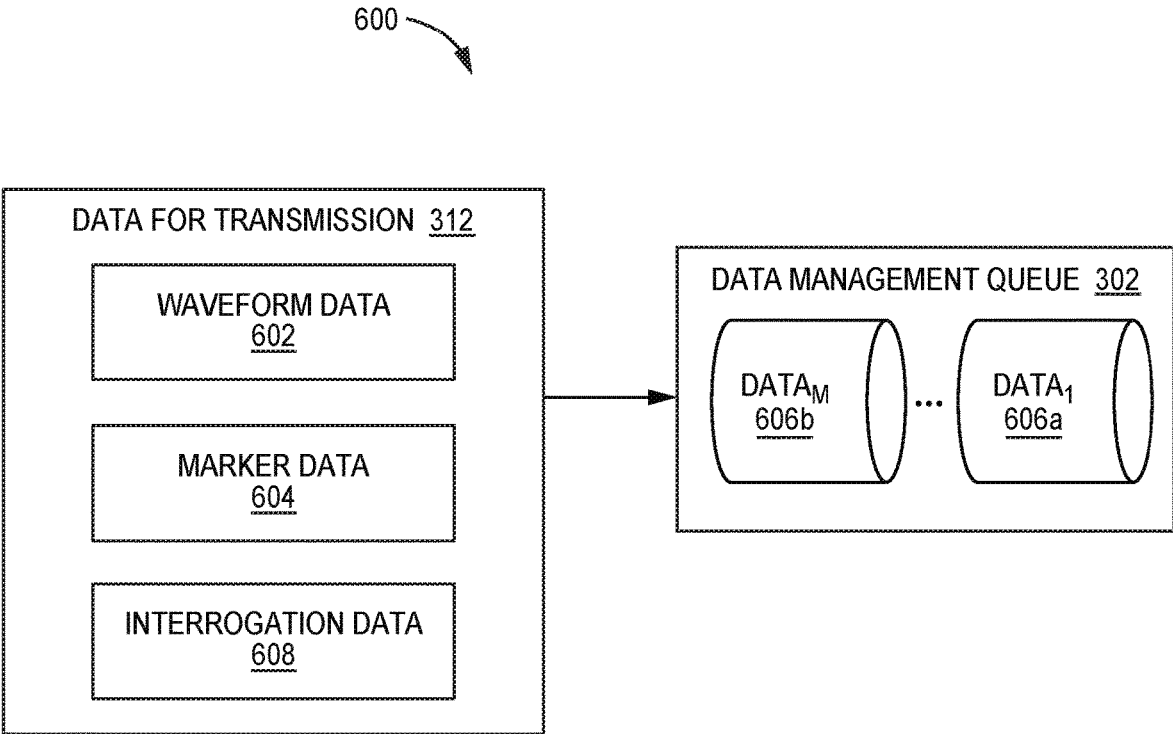 600
DATA FOR TRANSMISSION 312
WAVEFORM DATA
602
MARKER DATA
604
INTERROGATION DATA
608
DATA MANAGEMENT QUEUE 302
DATAM
606b
...
DATA1
606a